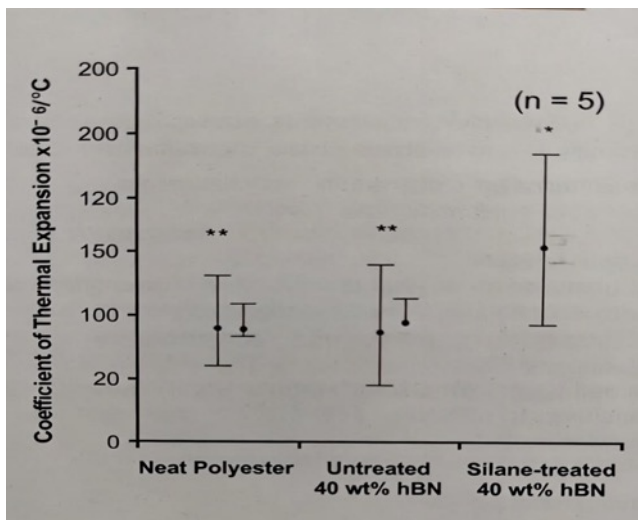 Coefficient of Thermal Expansion x10- 6/ºC
200
200
120
150
100
20
0
(n = 5)
**
**
*
Neat Polyester
Untreated
40 wt% hBN
Silane-treated
40 wt% hBN